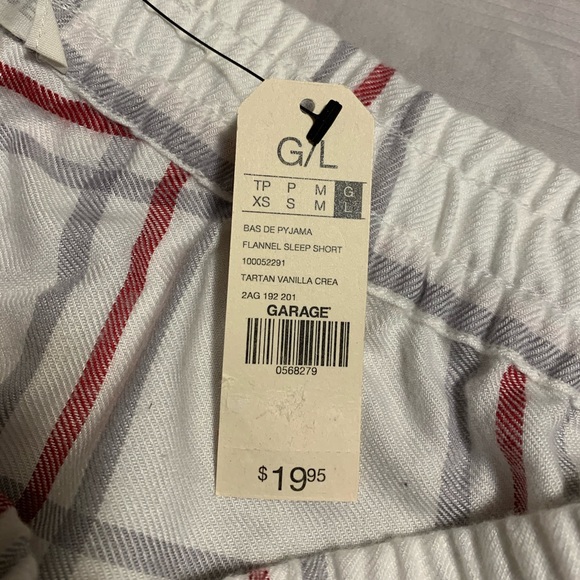 G/L
TP P M G
XS S M L
BAS DE PYJAMA
FLANNEL SLEEP SHORT
100052291
TARTAN VANILLA CREA
2AG 192 201
GARAGE
0568279
$19.95